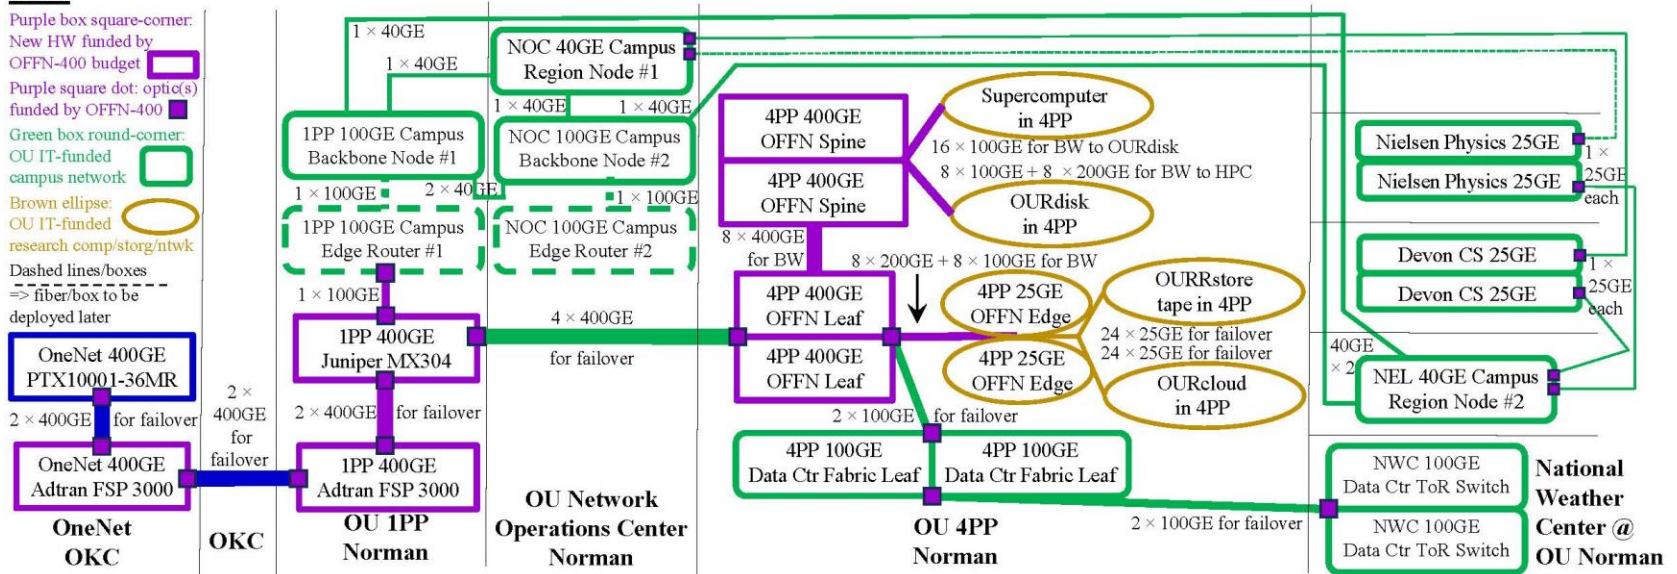 Purple box square-corner:
New HW funded by
OFFN-400 budget
Purple square dot: optic(s)
funded by OFFN-400
Green box round-corner:
OU IT-funded
campus network
Brown ellipse:
OU IT-funded
research comp/storg/ntwk
Dashed lines/boxes
=> fiber/box to be
deployed later
OneNet 400GE
PTX10001-36MR
2 × 400GE
for failover
OneNet 400GE
Adtran FSP 3000
OneNet
OKC
2 ×
400GE
for
failover
OKC
1 × 40GE
1 × 40GE
1PP 100GE Campus
Backbone Node #1
1 × 100GE
2 × 40GE
1PP 100GE Campus
Edge Router #1
1 × 100GE
1PP 400GE
Juniper MX304
2 × 400GE
for failover
1PP 400GE
Adtran FSP 3000
OU 1PP
Norman
NOC 40GE Campus
Region Node #1
1 × 40GE
1 × 40GE
NOC 100GE Campus
Backbone Node #2
1 × 100GE
NOC 100GE Campus
Edge Router #2
4 × 400GE
for failover
OU Network
Operations Center
Norman
4PP 400GE
OFFN Spine
4PP 400GE
OFFN Spine
Supercomputer
in 4PP
16 × 100GE for BW to OURdisk
8 × 100GE + 8 × 200GE for BW to HPC
OURdisk
in 4PP
8 × 400GE
for BW
8 × 200GE + 8 × 100GE for BW
4PP 400GE
OFFN Leaf
4PP 400GE
OFFN Leaf
4PP 25GE
OFFN Edge
4PP 25GE
OFFN Edge
OURRstore
tape in 4PP
24 × 25GE for failover
24 × 25GE for failover
OURcloud
in 4PP
2 × 100GE
for failover
4PP 100GE
Data Ctr Fabric Leaf
4PP 100GE
Data Ctr Fabric Leaf
2 × 100GE for failover
OU 4PP
Norman
Nielsen Physics 25GE
Nielsen Physics 25GE
1 ×
25GE
each
Devon CS 25GE
Devon CS 25GE
1 ×
25GE
each
40GE
× 2
NEL 40GE Campus
Region Node #2
NWC 100GE
Data Ctr ToR Switch
NWC 100GE
Data Ctr ToR Switch
National
Weather
Center @
OU Norman